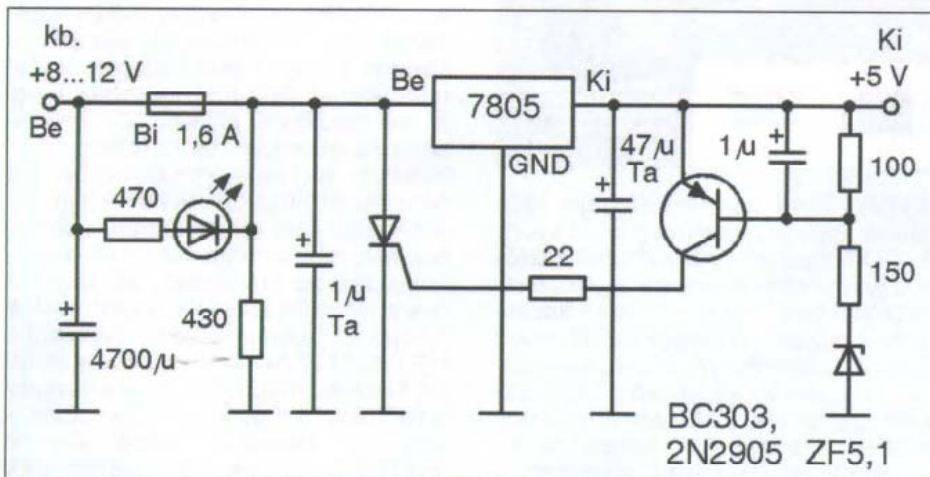 kb.
+8...12 V
Be
Bi 1,6 A
Be
7805
Ki
GND
Ki
+5 V
470
4700/u
430
1/u
Ta
47/u
Ta
22
1/u
100
150
BC303,
2N2905 ZF5,1